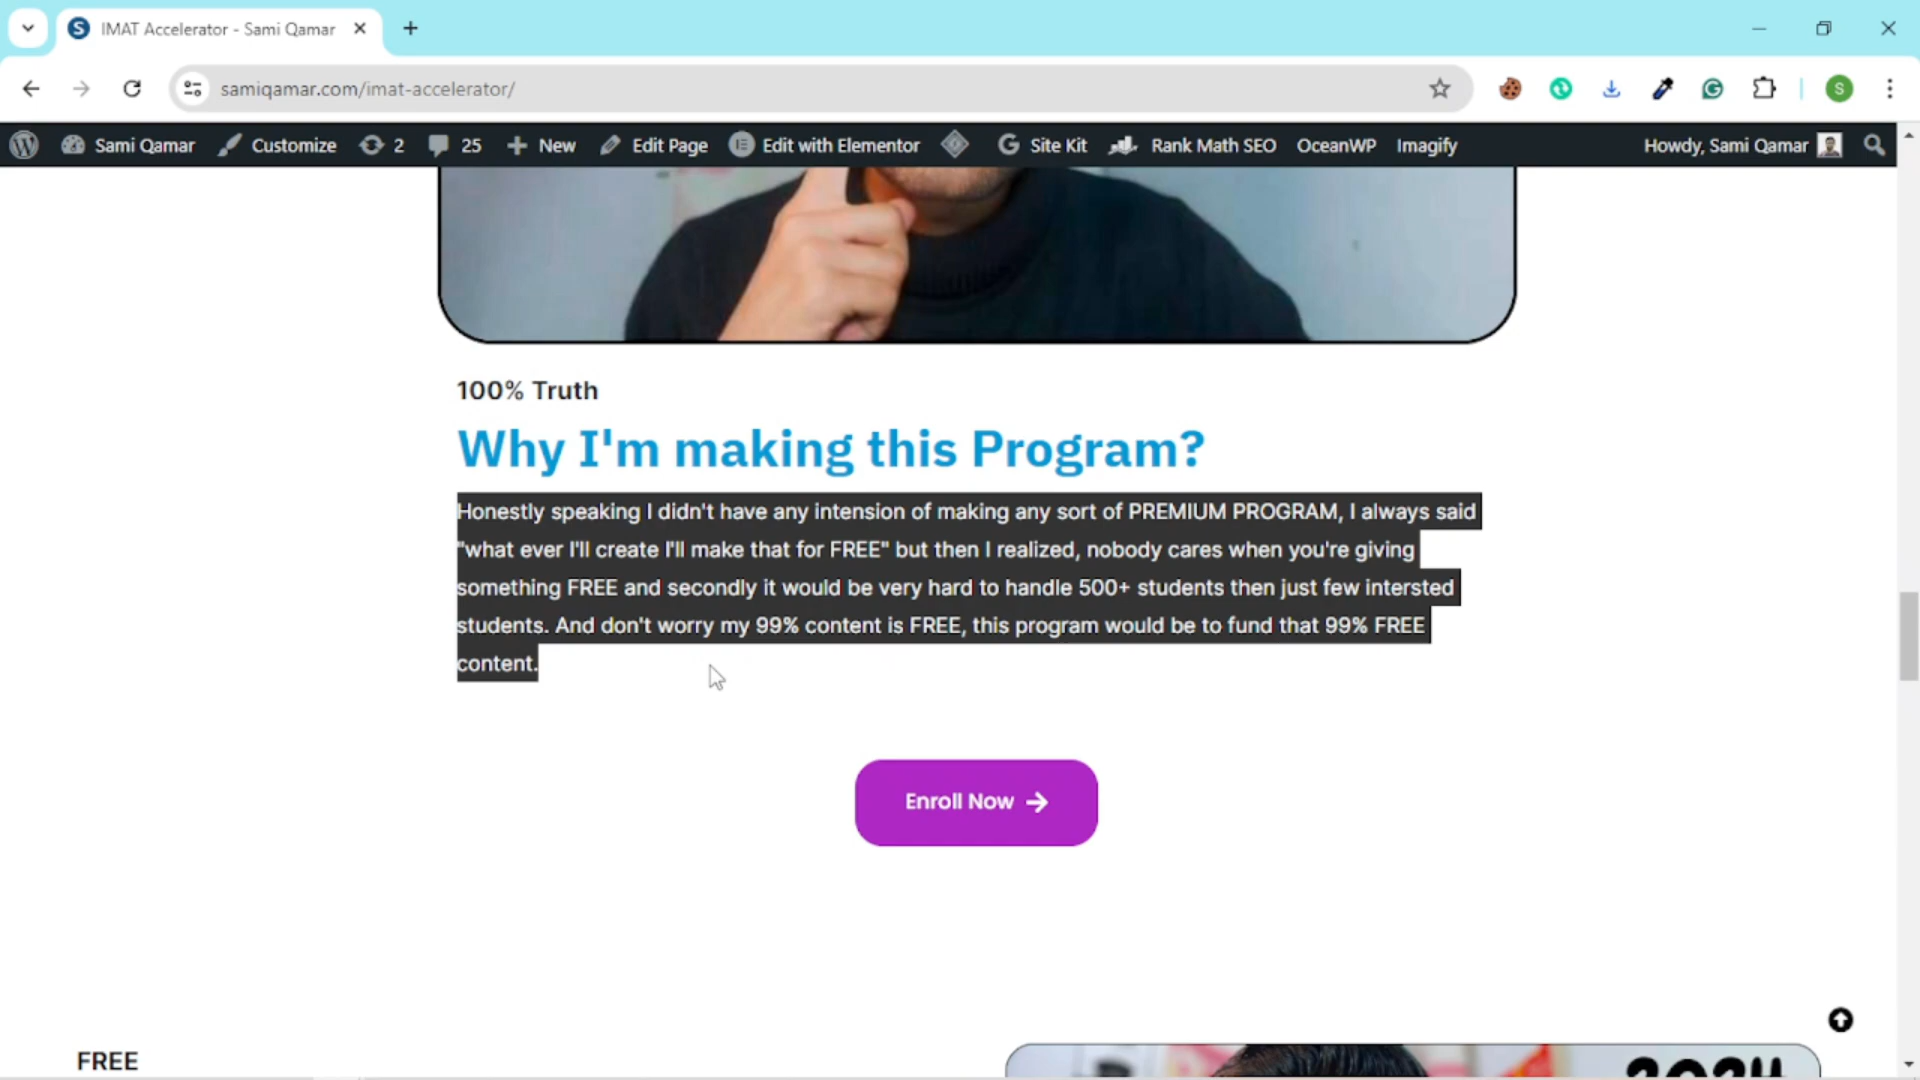 IMAT Accelerator - Sami Qamar
samiqamar.com/imat-accelerator/
S
Sami Qamar Customize 2 25 New Edit Page Edit with Elementor Site Kit Rank Math SEO OceanWP Imagify Howdy, Sami Qamar
100% Truth
Why I'm making this Program?
Honestly speaking I didn't have any intension of making any sort of PREMIUM PROGRAM, I always said
"what ever I'll create I'll make that for FREE" but then I realized, nobody cares when you're giving
something FREE and secondly it would be very hard to handle 500+ students then just few intersted
students. And don't worry my 99% content is FREE, this program would be to fund that 99% FREE
content.
Enroll Now
FREE
2024